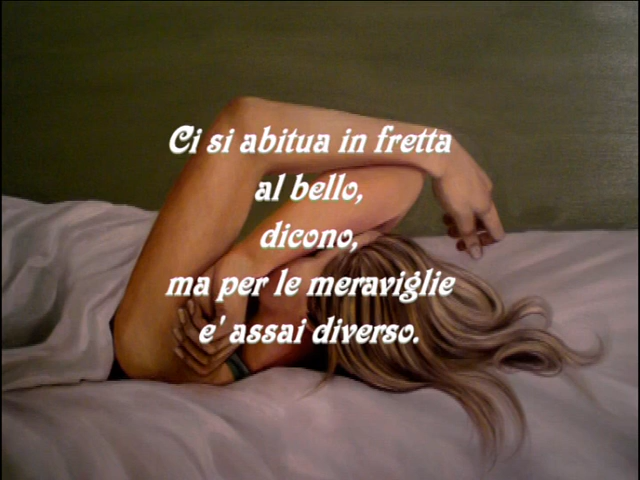 Ci si abitua in fretta
al bello,
dicono,
ma per le meraviglie
e' assai diverso.